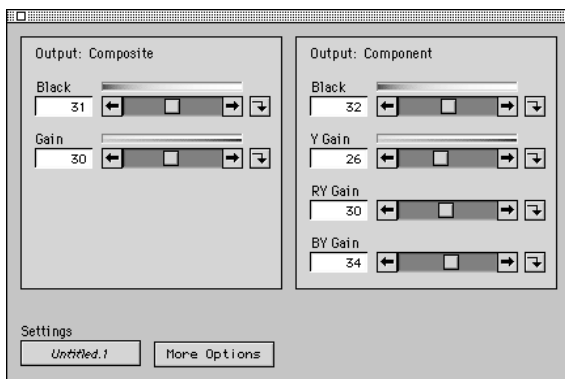 Output: Composite
Black
31
Gain
30
Output: Component
Black
32
Y Gain
26
RY Gain
30
BY Gain
34
Settings
Untitled.1
More Options